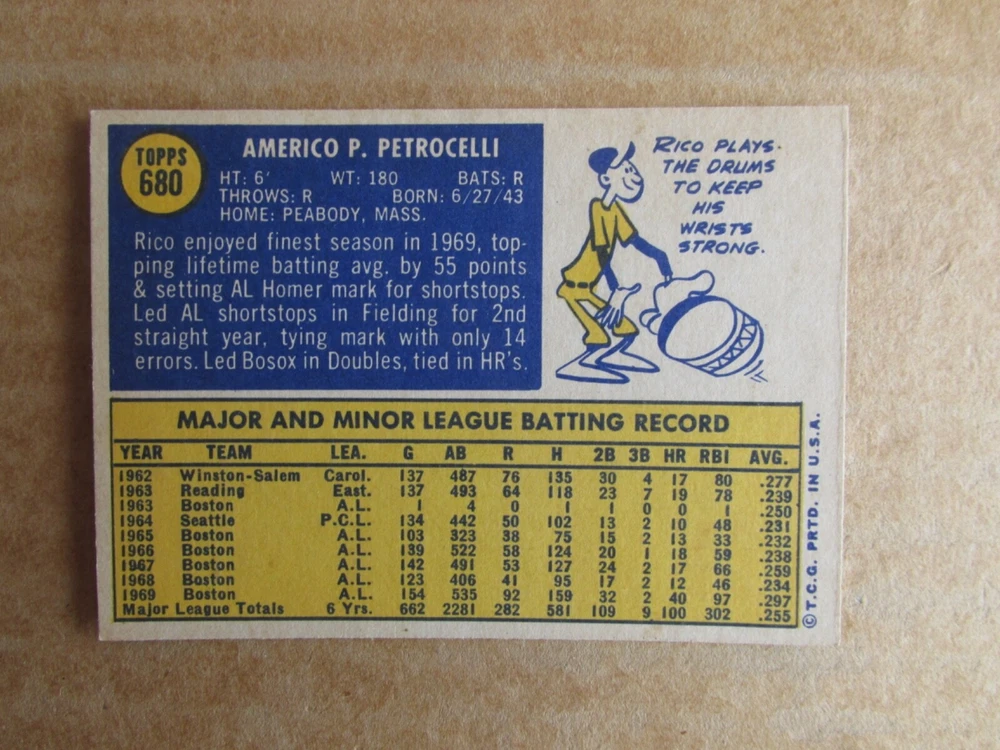 TOPPS
680
AMERICO P. PETROCELLI
HT: 6' WT: 180 BATS: R
THROWS: R BORN: 6/27/43
HOME: PEABODY, MASS.
Rico enjoyed finest season in 1969, top-
ping lifetime batting avg. by 55 points
& setting AL Homer mark for shortstops.
Led AL shortstops in Fielding for 2nd
straight year, tying mark with only 14
errors. Led Bosox in Doubles, tied in HR's.
RICO PLAYS
THE DRUMS
TO KEEP
HIS
WRISTS
STRONG.
MAJOR AND MINOR LEAGUE BATTING RECORD
YEAR TEAM LEA. G AB R H 2B 3B HR RBI AVG.
1962 Winston-Salem Carol. 137 487 76 135 30 4 17 80 .277
1963 Reading East. 137 493 64 118 23 7 19 78 .239
1963 Boston A.L. 1 4 0 1 1 0 0 1 .250
1964 Seattle P.C.L. 134 442 50 102 13 2 10 48 .231
1965 Boston A.L. 103 323 38 75 15 2 13 33 .232
1966 Boston A.L. 139 522 58 124 20 1 18 59 .238
1967 Boston A.L. 142 491 53 127 24 2 17 66 .259
1968 Boston A.L. 123 406 41 95 17 2 12 46 .234
1969 Boston A.L. 154 535 92 159 32 2 40 97 .297
Major League Totals 6 Yrs. 662 2281 282 581 109 9 100 302 .255
©T.C.G. PRTD. IN U.S.A.